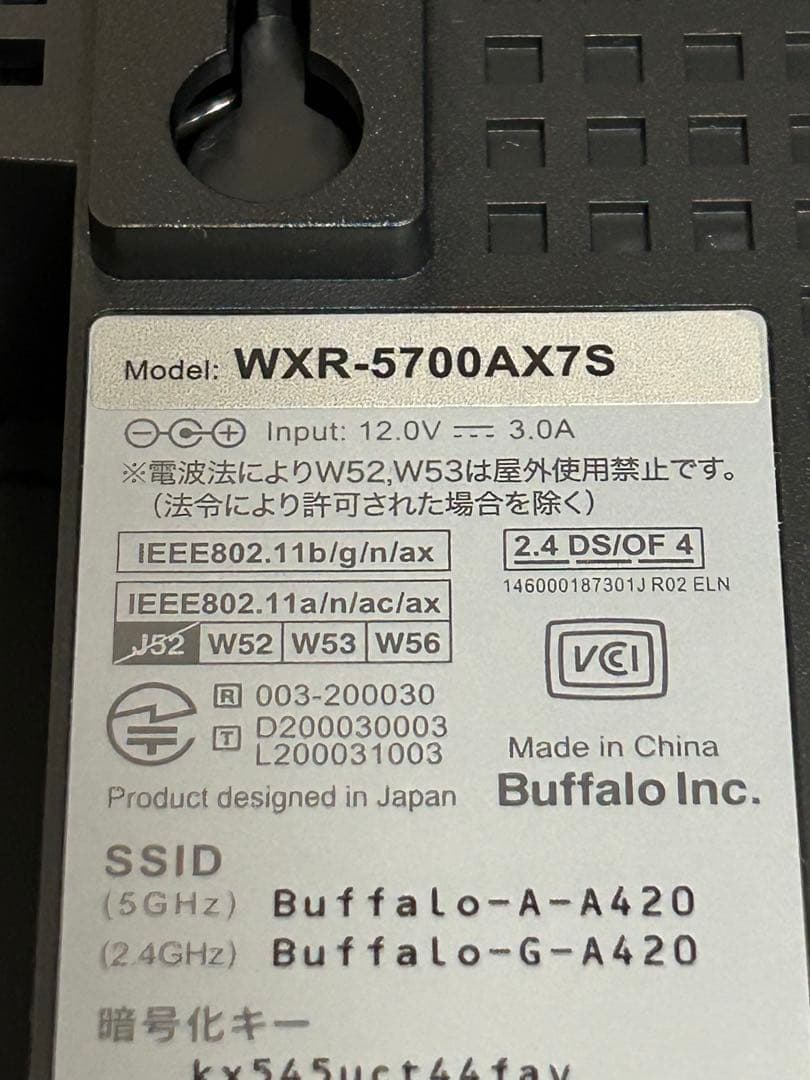 Model: WXR-5700AX7S
Input: 12.0V 3.0A
※電波法によりW52,W53は屋外使用禁止です。
（法令により許可された場合を除く）
IEEE802.11b/g/n/ax
2.4 DS/OF 4
146000187301J R02 ELN
IEEE802.11a/n/ac/ax
J52 W52 W53 W56
VCCI
R 003-200030
T D200030003
L200031003
Made in China
Product designed in Japan
Buffalo Inc.
SSID
(5GHz) Buffalo-A-A420
(2.4GHz) Buffalo-G-A420
暗号化キー